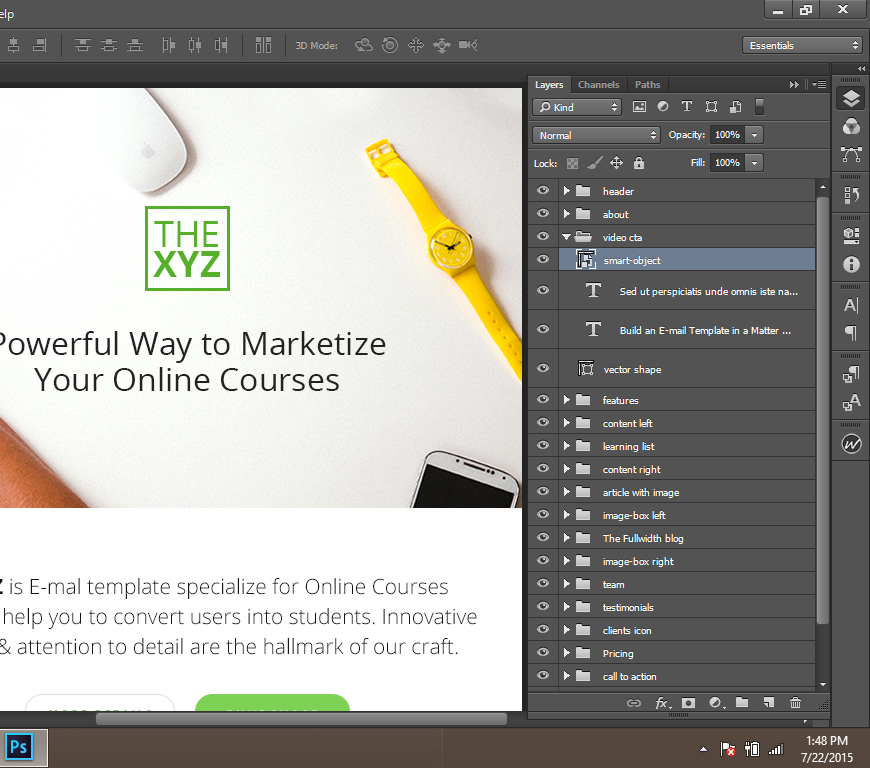 elp
3D Mode:
Essentials
Layers
Channels
Paths
Kind
Normal
Opacity:
100%
Lock:
Fill:
100%
header
about
video cta
smart-object
Sed ut perspiciatis unde omnis iste na...
Build an E-mail Template in a Matter ...
vector shape
features
content left
learning list
content right
article with image
image-box left
The Fullwidth blog
image-box right
team
testimonials
clients icon
Pricing
call to action
THE
XYZ
Powerful Way to Marketize
Your Online Courses
Z is E-mal template specialize for Online Courses
help you to convert users into students. Innovative
& attention to detail are the hallmark of our craft.
Ps
1:48 PM
7/22/2015